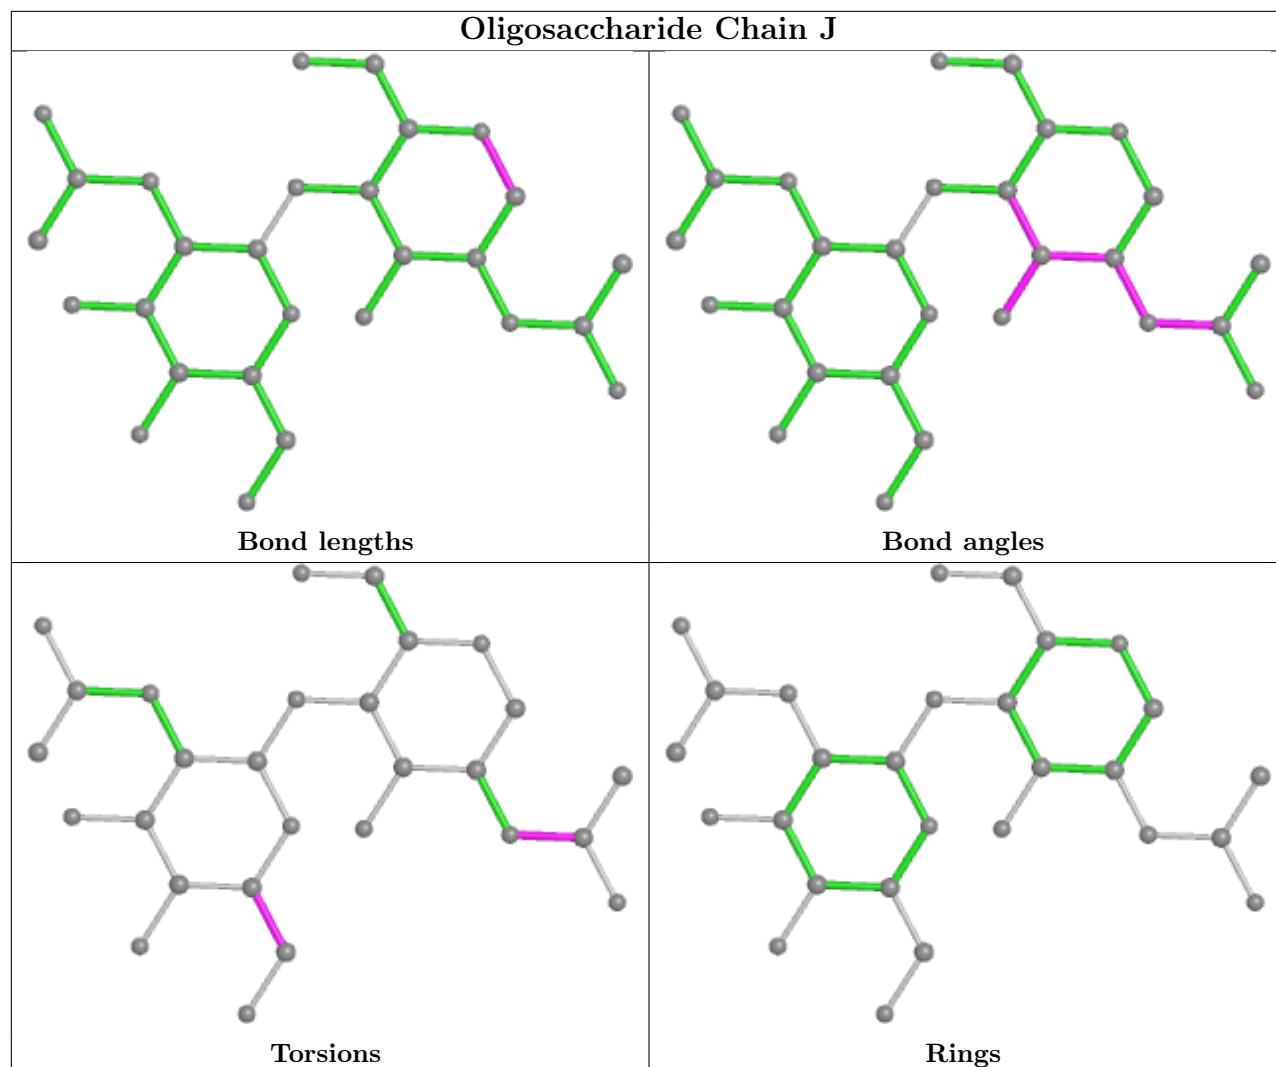 Oligosaccharide Chain J
Bond lengths
Bond angles
Torsions
Rings